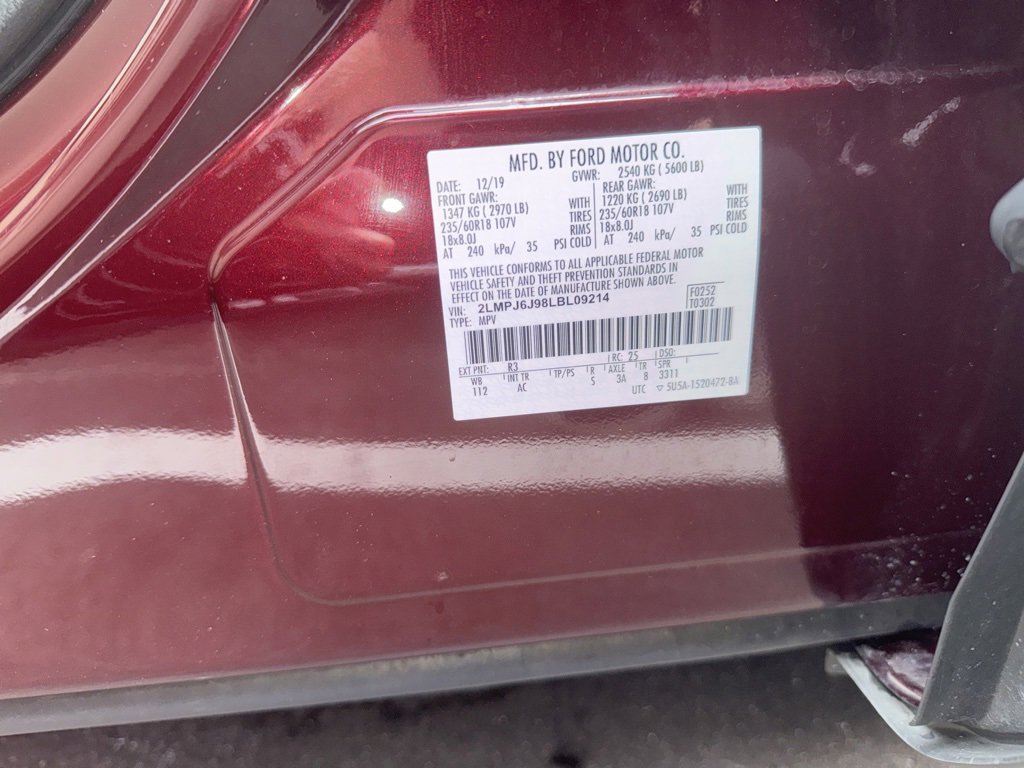 MFD. BY FORD MOTOR CO.
DATE: 12/19 GVWR: 2540 KG ( 5600 LB)
FRONT GAWR: REAR GAWR:
1347 KG ( 2970 LB) WITH 1220 KG ( 2690 LB) WITH
235/60R18 107V TIRES 235/60R18 107V TIRES
18x8.0J RIMS 18x8.0J RIMS
AT 240 kPa/ 35 PSI COLD AT 240 kPa/ 35 PSI COLD
THIS VEHICLE CONFORMS TO ALL APPLICABLE FEDERAL MOTOR
VEHICLE SAFETY AND THEFT PREVENTION STANDARDS IN
EFFECT ON THE DATE OF MANUFACTURE SHOWN ABOVE.
VIN: 2LMPJ6J98LBL09214 F0252
TYPE: MPV T0302
EXT PNT: R3 RC: 25 DSO:
WB INT TR TP/PS R AXLE TR SPR
112 AC S 3A 8 3311
UTC ▽ 5U5A-1520472-BA